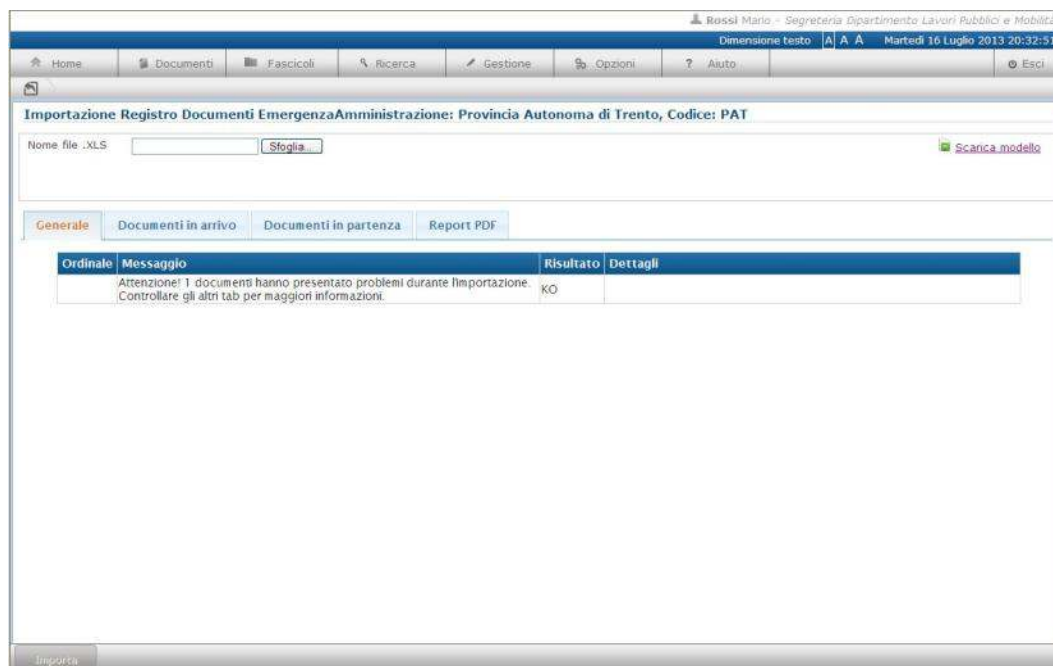 Rossi Mario - Segreteria Dipartimento Lavori Pubblici e Mobilità
Dimensione testo A A A Martedì 16 Luglio 2013 20:32:51
Home Documenti Fascicoli Ricerca Gestione Opzioni ? Aiuto Esci
Importazione Registro Documenti EmergenzaAmministrazione: Provincia Autonoma di Trento, Codice: PAT
Nome file .XLS Sfoglia... Scarica modello
Generale Documenti in arrivo Documenti in partenza Report PDF
Ordinale Messaggio Risultato Dettagli
Attenzione! 1 documenti hanno presentato problemi durante l'importazione.
Controllare gli altri tab per maggiori informazioni. KO
Importa